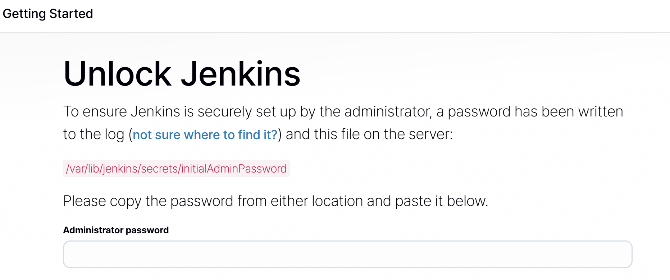 Getting Started
Unlock Jenkins
To ensure Jenkins is securely set up by the administrator, a password has been written
to the log (not sure where to find it?) and this file on the server:
/var/lib/jenkins/secrets/initialAdminPassword
Please copy the password from either location and paste it below.
Administrator password